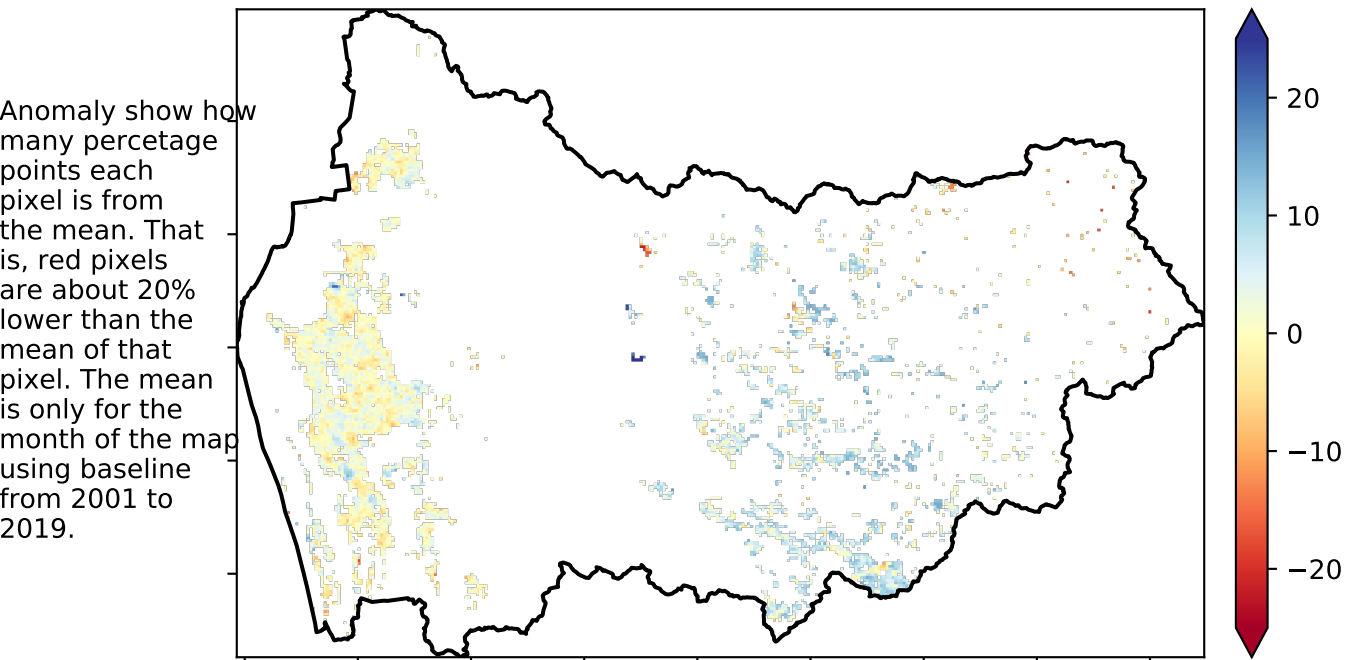 Anomaly show how
many percetage
points each
pixel is from
the mean. That
is, red pixels
are about 20%
lower than the
mean of that
pixel. The mean
is only for the
month of the map
using baseline
from 2001 to
2019.
20
10
0
−10
−20